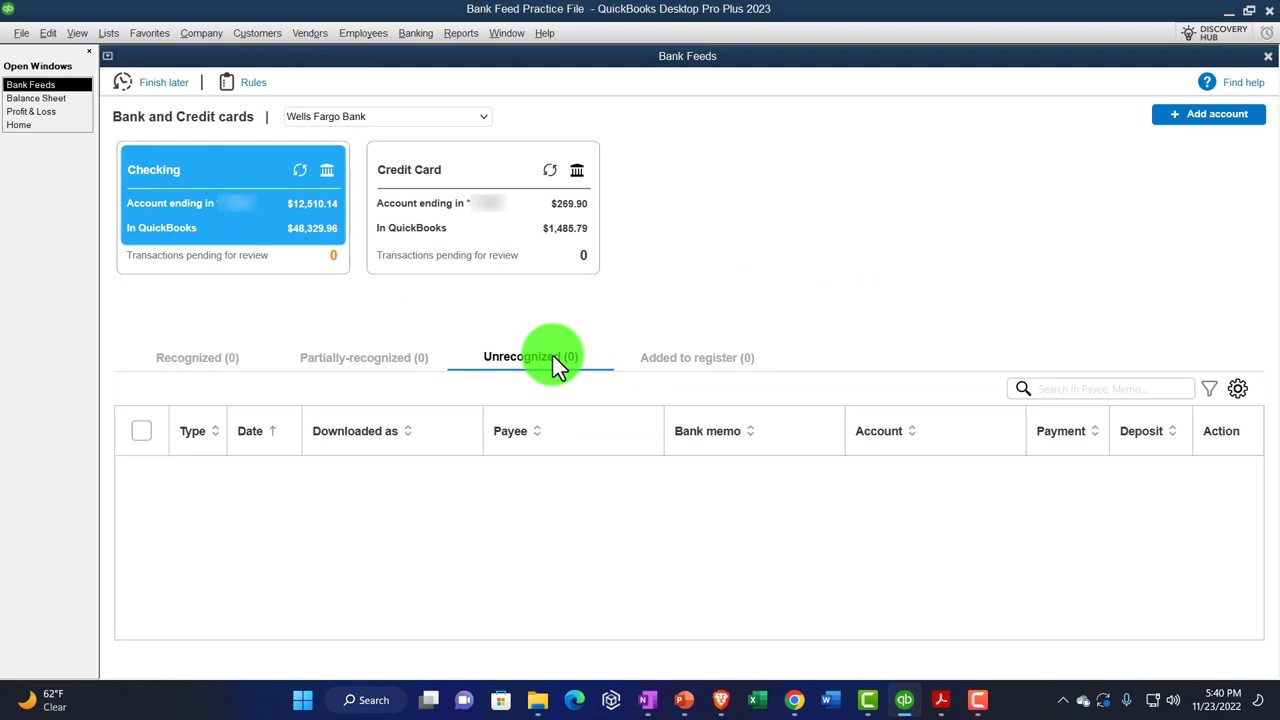 Bank Feed Practice File - QuickBooks Desktop Pro Plus 2023
File Edit View Lists Favorites Company Customers Vendors Employees Banking Reports Window Help
DISCOVERY
HUB
Open Windows
Bank Feeds
Balance Sheet
Profit & Loss
Home
Bank Feeds
Finish later | Rules
Find help
Bank and Credit cards | Wells Fargo Bank
+ Add account
Checking
Account ending in $12,510.14
In QuickBooks $48,329.96
Transactions pending for review 0
Credit Card
Account ending in * $269.90
In QuickBooks $1,485.79
Transactions pending for review 0
Recognized (0) Partially-recognized (0) Unrecognized (0) Added to register (0)
Search in Payee, Memo...
Type Date Downloaded as Payee Bank memo Account Payment Deposit Action
62°F
Clear
Search
5:40 PM
11/23/2022